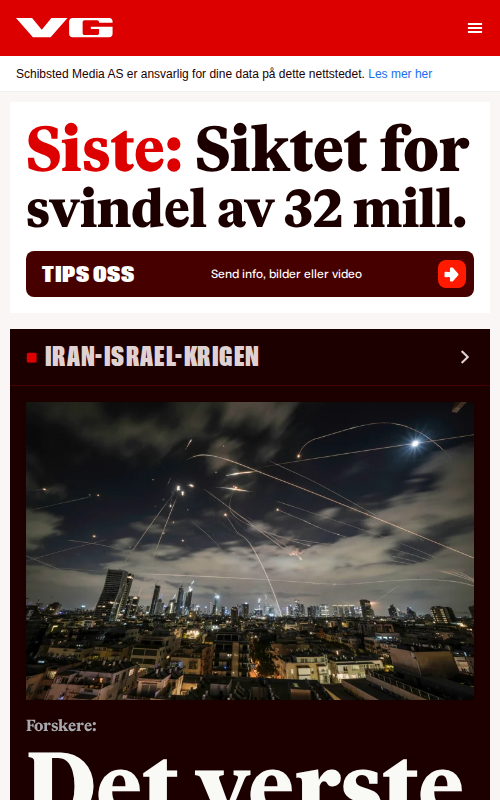 VG
Schibsted Media AS er ansvarlig for dine data på dette nettstedet. Les mer her
Siste: Siktet for
svindel av 32 mill.
TIPS OSS Send info, bilder eller video
IRAN-ISRAEL-KRIGEN
Forskere:
Det verste